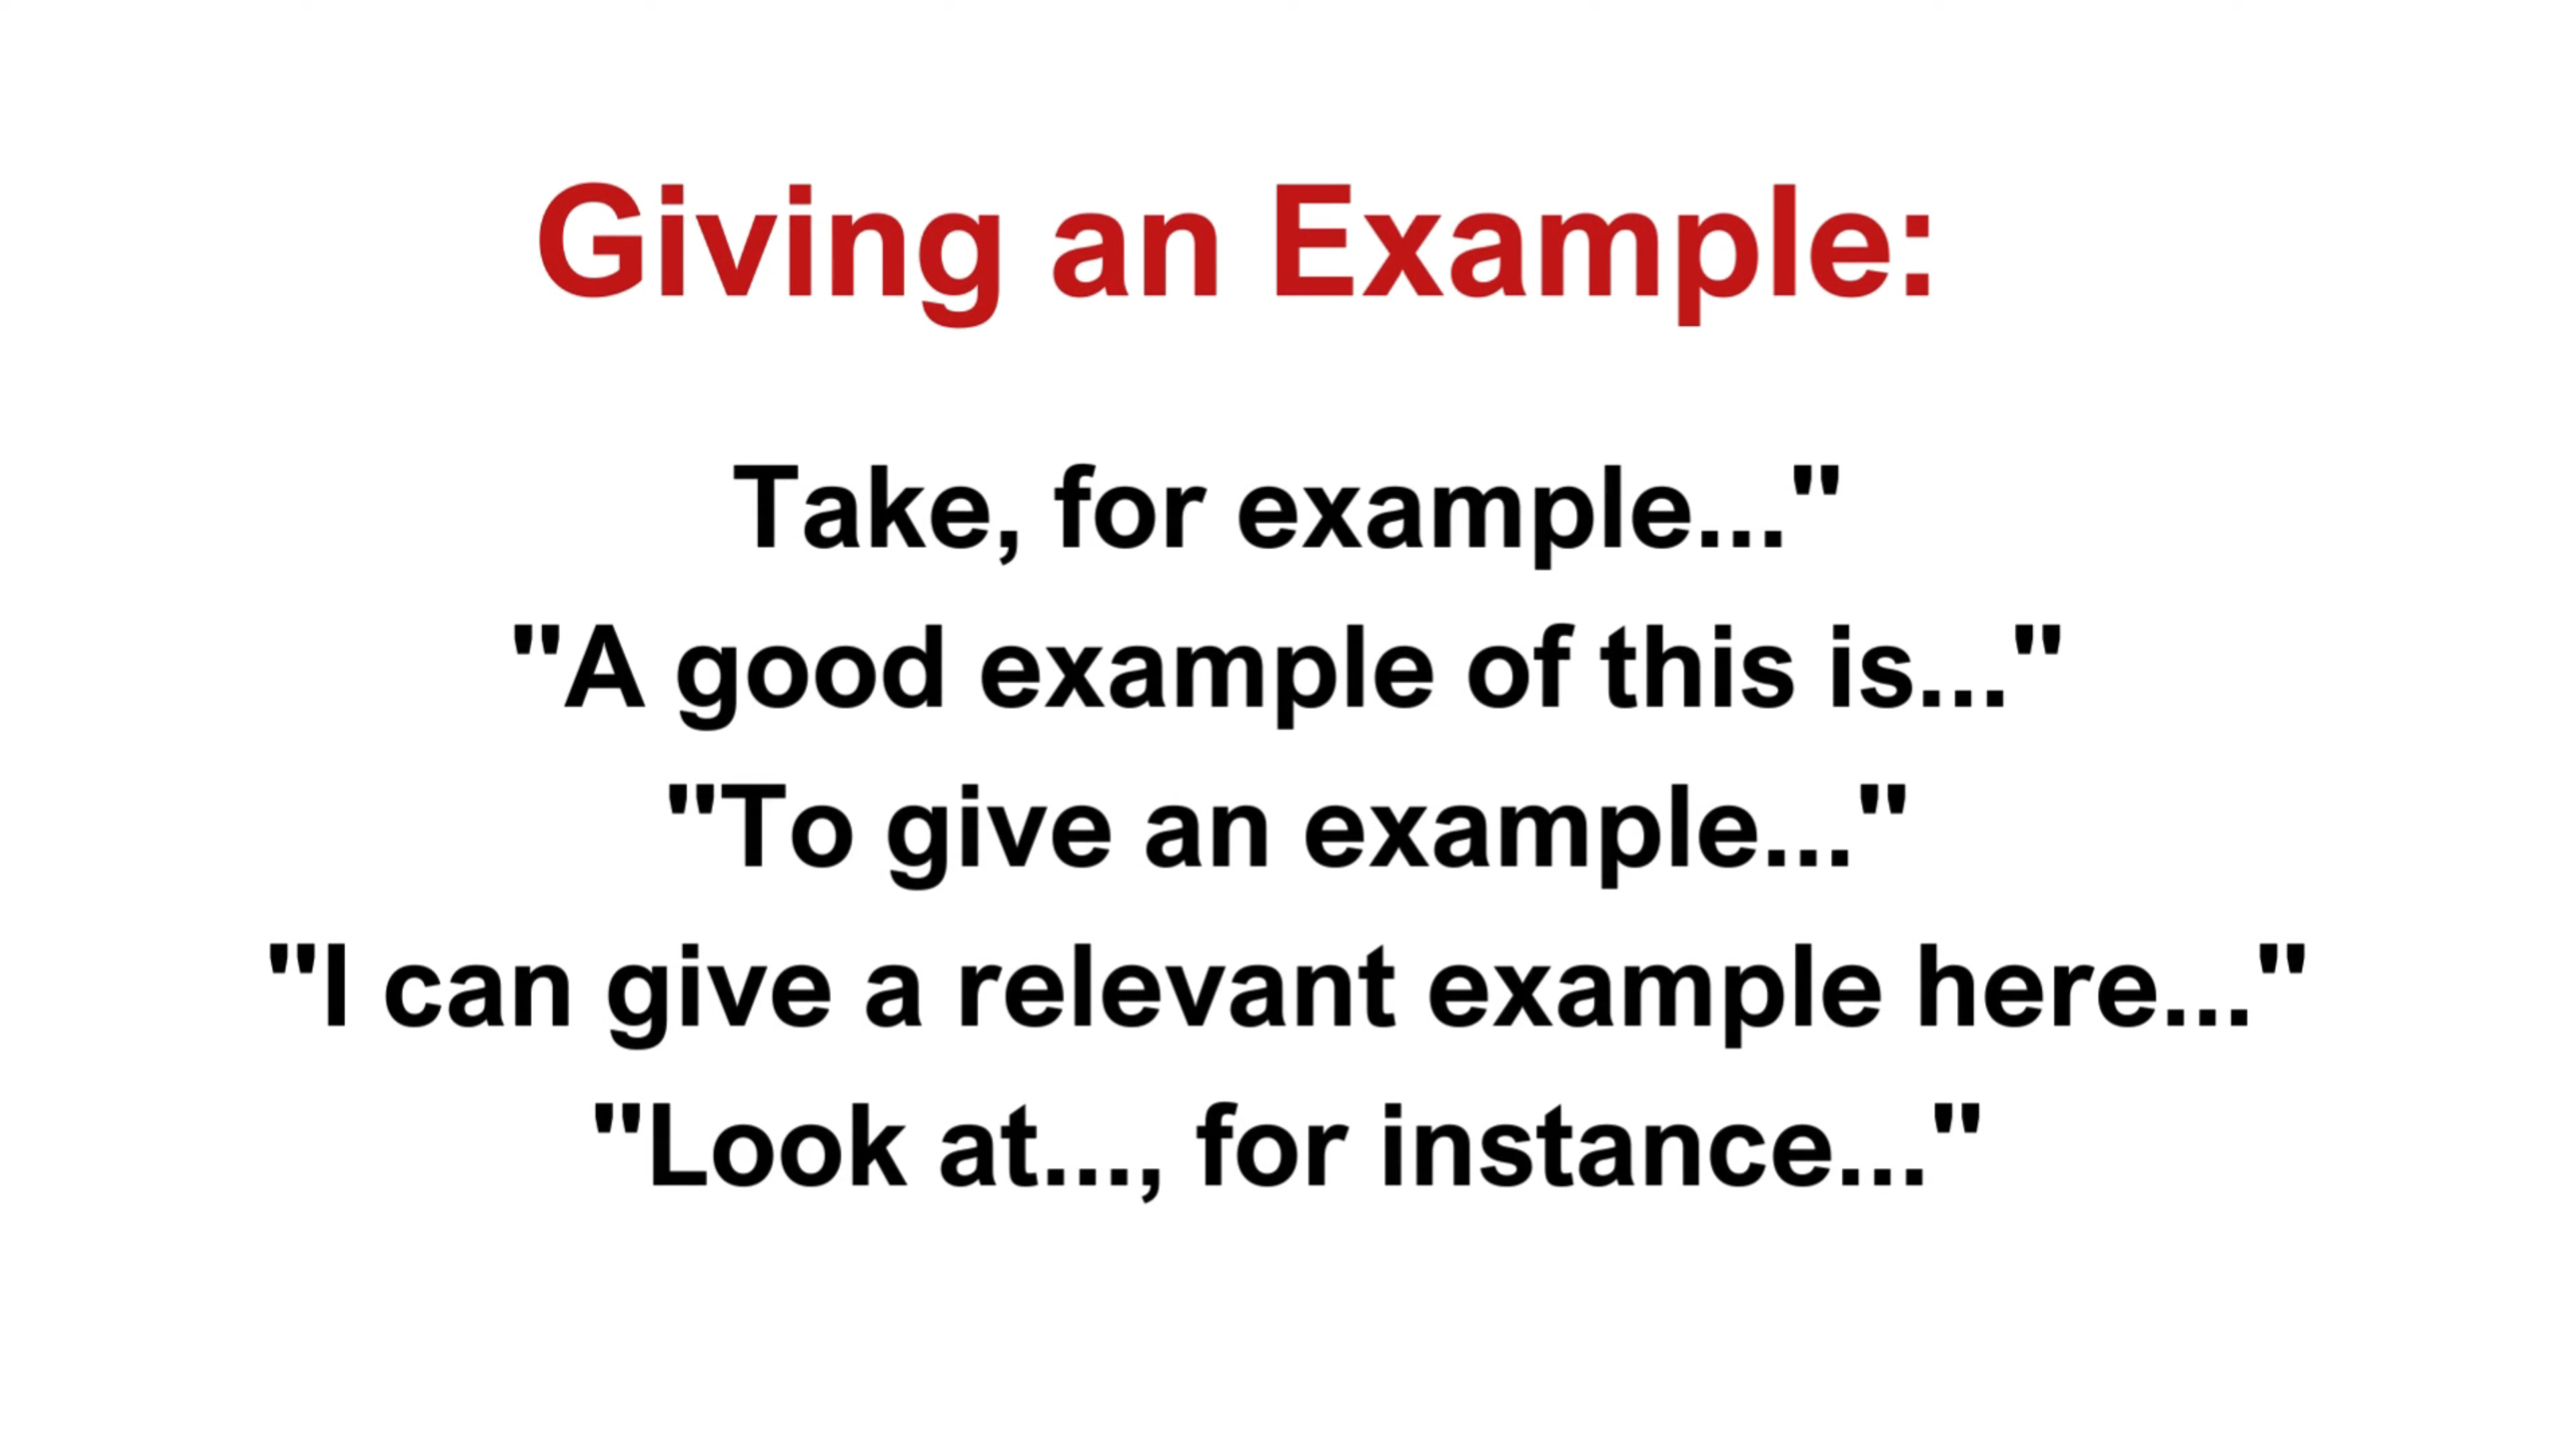 Giving an Example:
Take, for example..."
"A good example of this is..."
"To give an example..."
"I can give a relevant example here..."
"Look at..., for instance..."